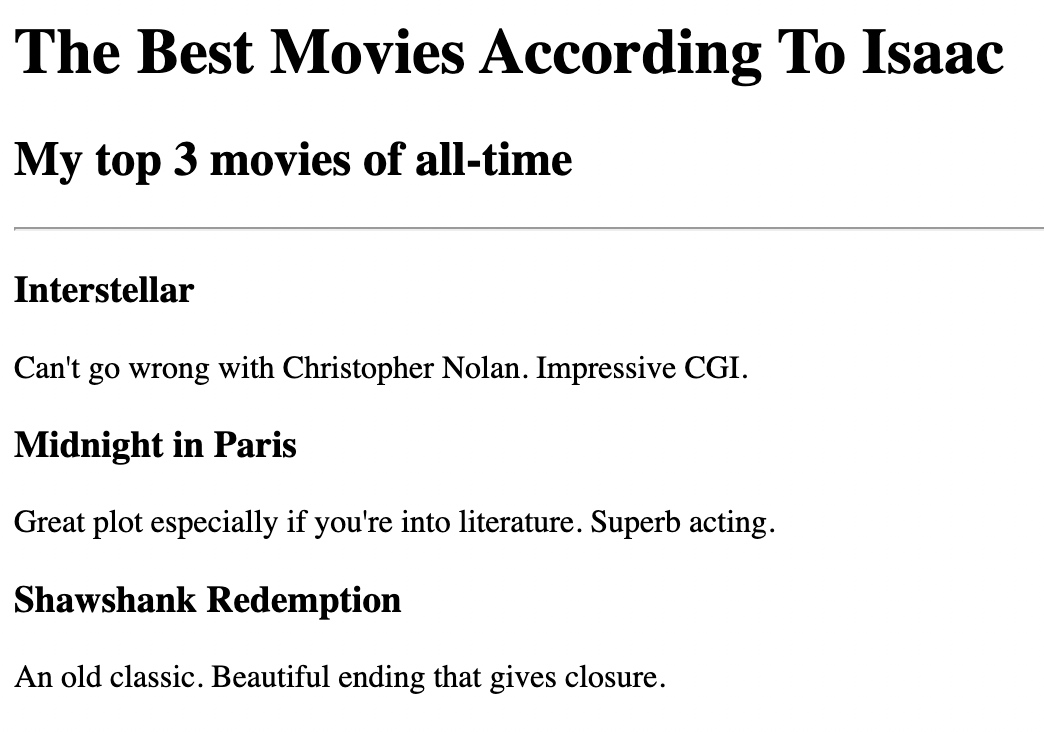 The Best Movies According To Isaac
My top 3 movies of all-time
Interstellar
Can't go wrong with Christopher Nolan. Impressive CGI.
Midnight in Paris
Great plot especially if you're into literature. Superb acting.
Shawshank Redemption
An old classic. Beautiful ending that gives closure.